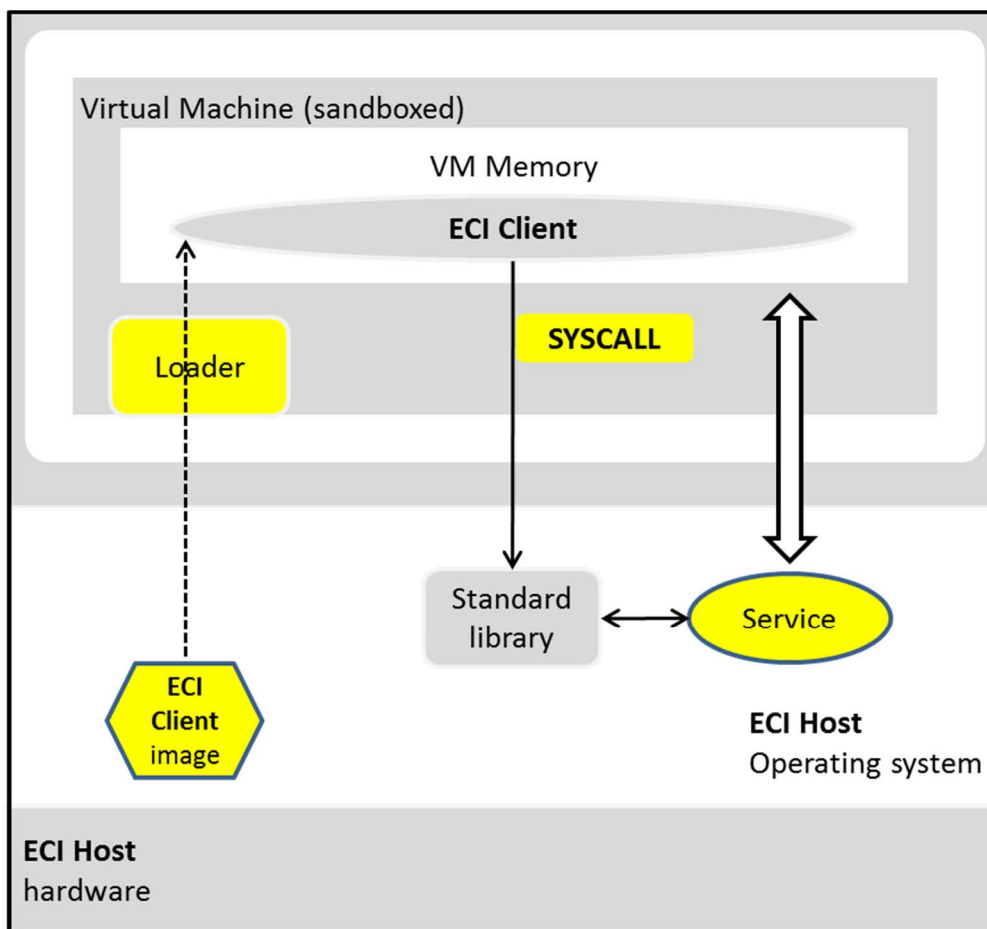 Virtual Machine (sandboxed)
VM Memory
ECI Client
SYSCALL
Loader
Standard
library
Service
ECI
Client
image
ECI Host
Operating system
ECI Host
hardware